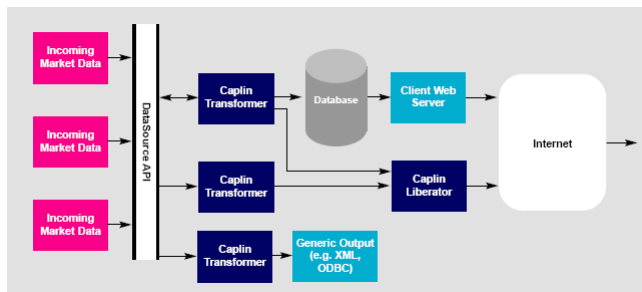 Incoming
Market Data
Incoming
Market Data
Incoming
Market Data
DataSource API
Caplin
Transformer
Database
Client Web
Server
Caplin
Transformer
Caplin
Liberator
Internet
Caplin
Transformer
Generic Output
(e.g. XML,
ODBC)